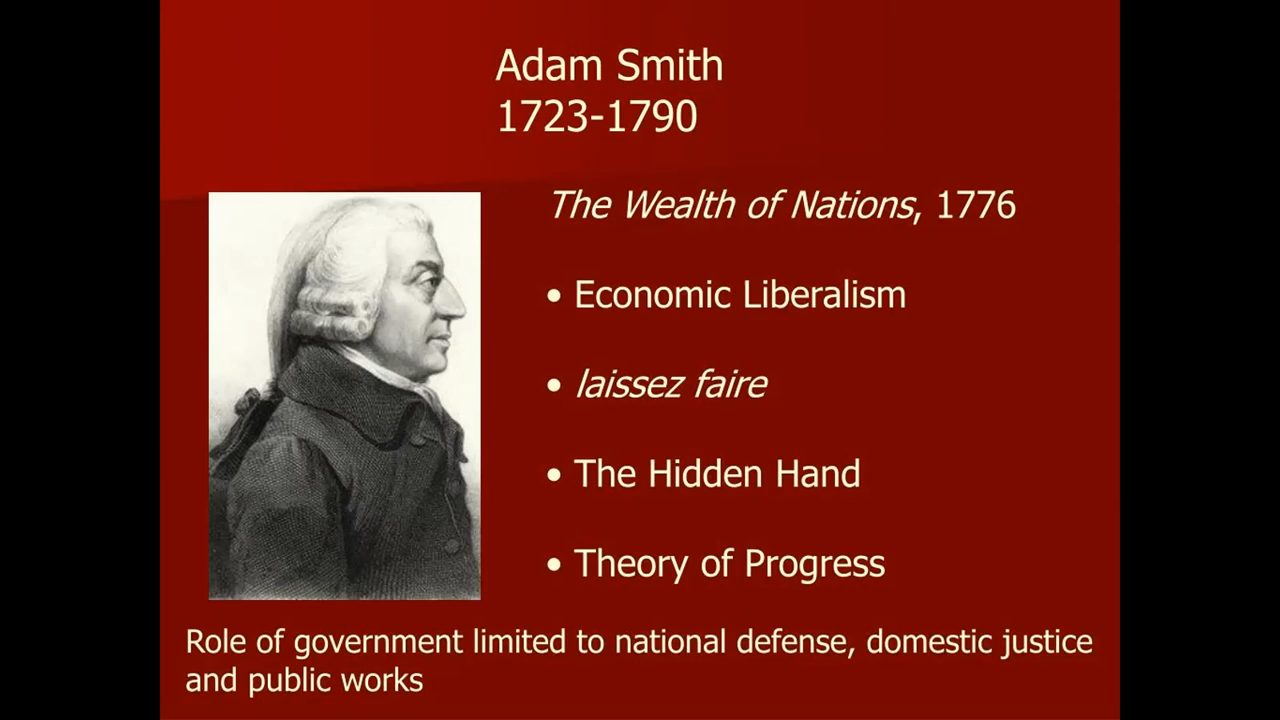 Adam Smith
1723-1790
The Wealth of Nations, 1776
• Economic Liberalism
• laissez faire
• The Hidden Hand
• Theory of Progress
Role of government limited to national defense, domestic justice
and public works